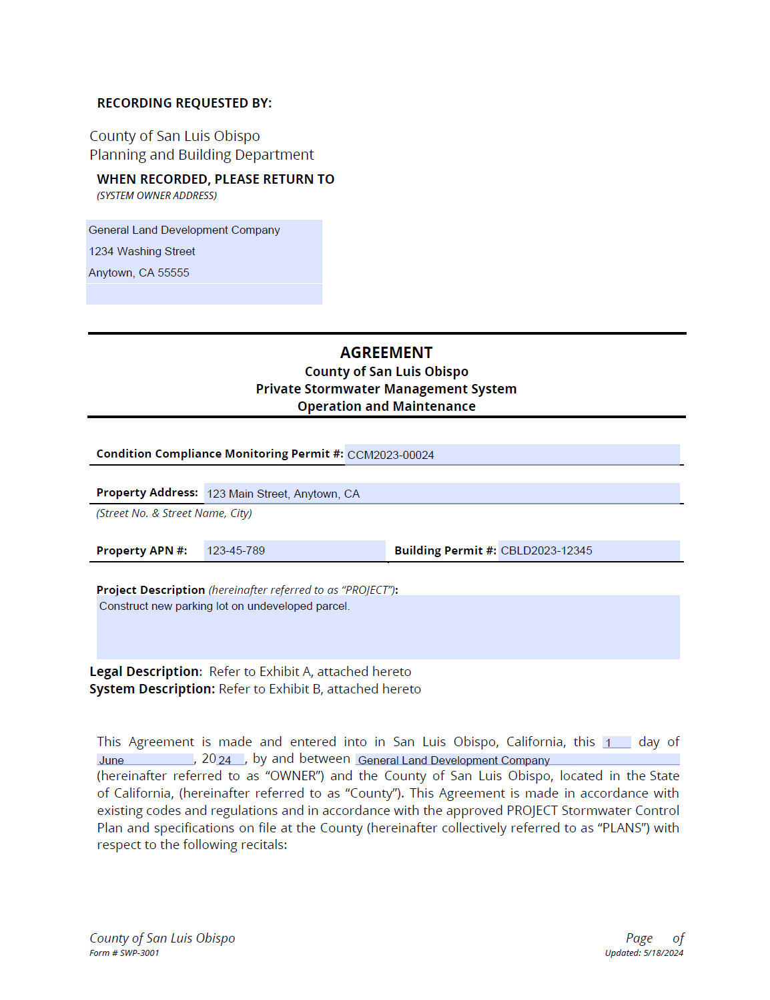 RECORDING REQUESTED BY:
County of San Luis Obispo
Planning and Building Department
WHEN RECORDED, PLEASE RETURN TO
(SYSTEM OWNER ADDRESS)
General Land Development Company
1234 Washing Street
Anytown, CA 55555
AGREEMENT
County of San Luis Obispo
Private Stormwater Management System
Operation and Maintenance
Condition Compliance Monitoring Permit #: CCM2023-00024
Property Address: 123 Main Street, Anytown, CA
(Street No. & Street Name, City)
Property APN #: 123-45-789 Building Permit #: CBLD2023-12345
Project Description (hereinafter referred to as “PROJECT”):
Construct new parking lot on undeveloped parcel.
Legal Description: Refer to Exhibit A, attached hereto
System Description: Refer to Exhibit B, attached hereto
This Agreement is made and entered into in San Luis Obispo, California, this 1 day of
June, 2024, by and between General Land Development Company
(hereinafter referred to as “OWNER”) and the County of San Luis Obispo, located in the State
of California, (hereinafter referred to as “County”). This Agreement is made in accordance with
existing codes and regulations and in accordance with the approved PROJECT Stormwater Control
Plan and specifications on file at the County (hereinafter collectively referred to as “PLANS”) with
respect to the following recitals:
County of San Luis Obispo Page of
Form # SWP-3001 Updated: 5/18/2024